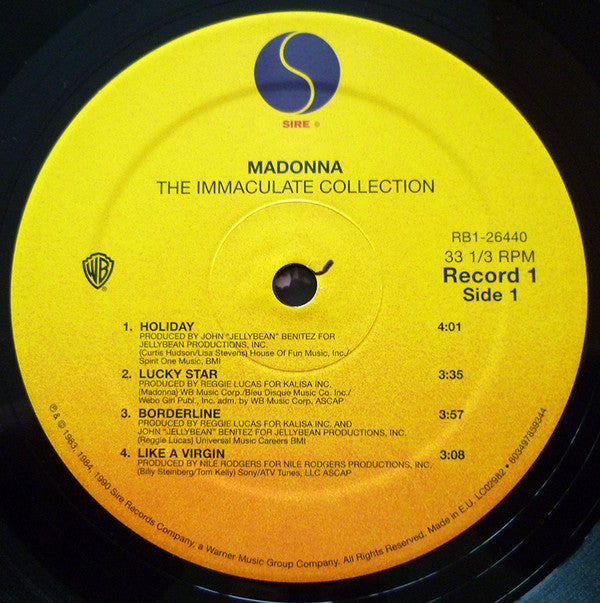 SIRE ®
MADONNA
THE IMMACULATE COLLECTION
RB1-26440
33 1/3 RPM
Record 1
Side 1
WB
®
1. HOLIDAY 4:01
PRODUCED BY JOHN "JELLYBEAN" BENITEZ FOR
JELLYBEAN PRODUCTIONS, INC.
(Curtis Hudson/Lisa Stevens) House Of Fun Music, Inc./
Spirit One Music, BMI
2. LUCKY STAR 3:35
PRODUCED BY REGGIE LUCAS FOR KALISA INC.
(Madonna) WB Music Corp./Bleu Disque Music Co. Inc./
Webo Girl Publ., Inc. adm. by WB Music Corp. ASCAP
3. BORDERLINE 3:57
PRODUCED BY REGGIE LUCAS FOR KALISA INC. AND
JOHN "JELLYBEAN" BENITEZ FOR JELLYBEAN PRODUCTIONS, INC.
(Reggie Lucas) Universal Music Careers BMI
4. LIKE A VIRGIN 3:08
PRODUCED BY NILE RODGERS FOR NILE RODGERS PRODUCTIONS, INC.
(Billy Steinberg/Tom Kelly) Sony/ATV Tunes, LLC ASCAP
℗ & © 1983, 1984, 1990 Sire Records Company, a Warner Music Group Company. All Rights Reserved. Made in E.U. LC02982 • 603497859344